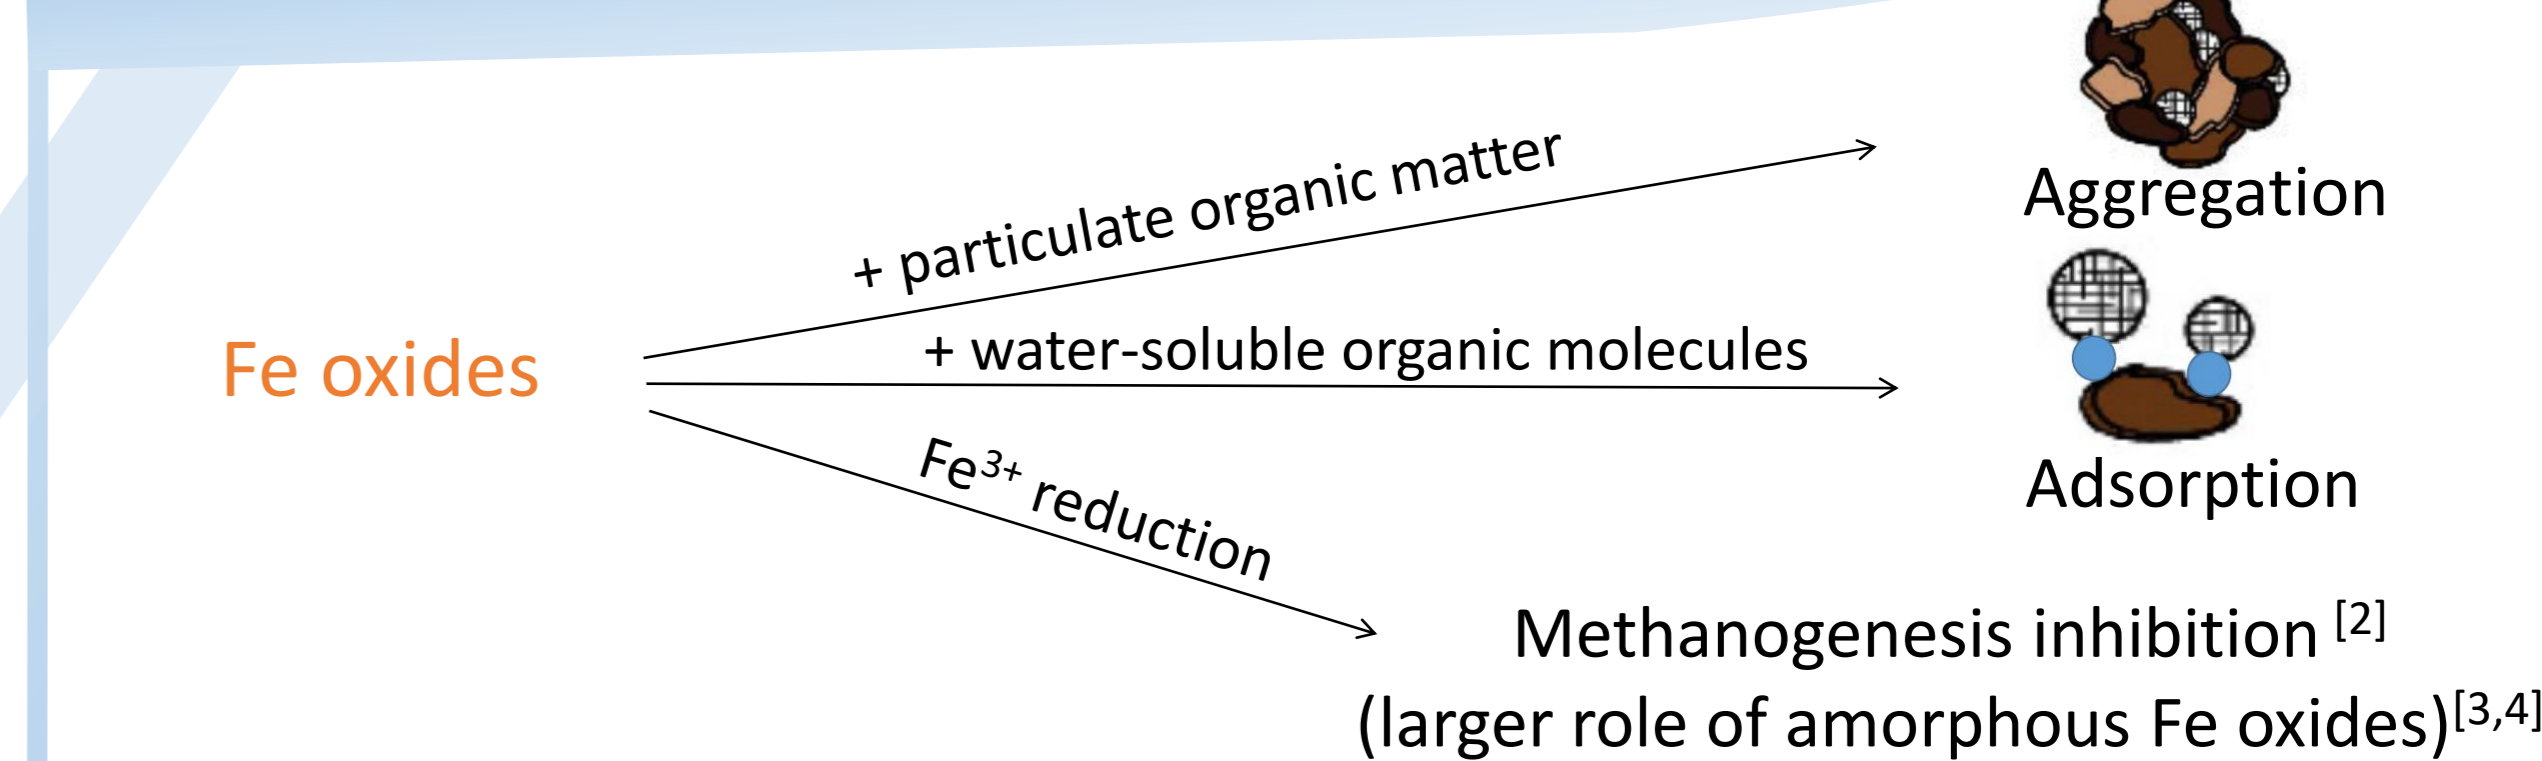 + particulate organic matter
Aggregation
Fe oxides
+ water-soluble organic molecules
Adsorption
Fe³⁺ reduction
Methanogenesis inhibition [2]
(larger role of amorphous Fe oxides)[3,4]